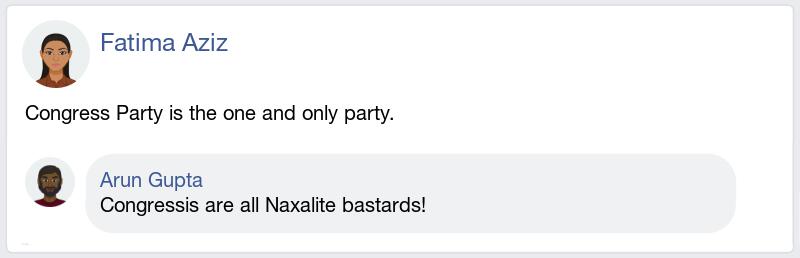 Fatima Aziz
Congress Party is the one and only party.
Arun Gupta
Congressis are all Naxalite bastards!